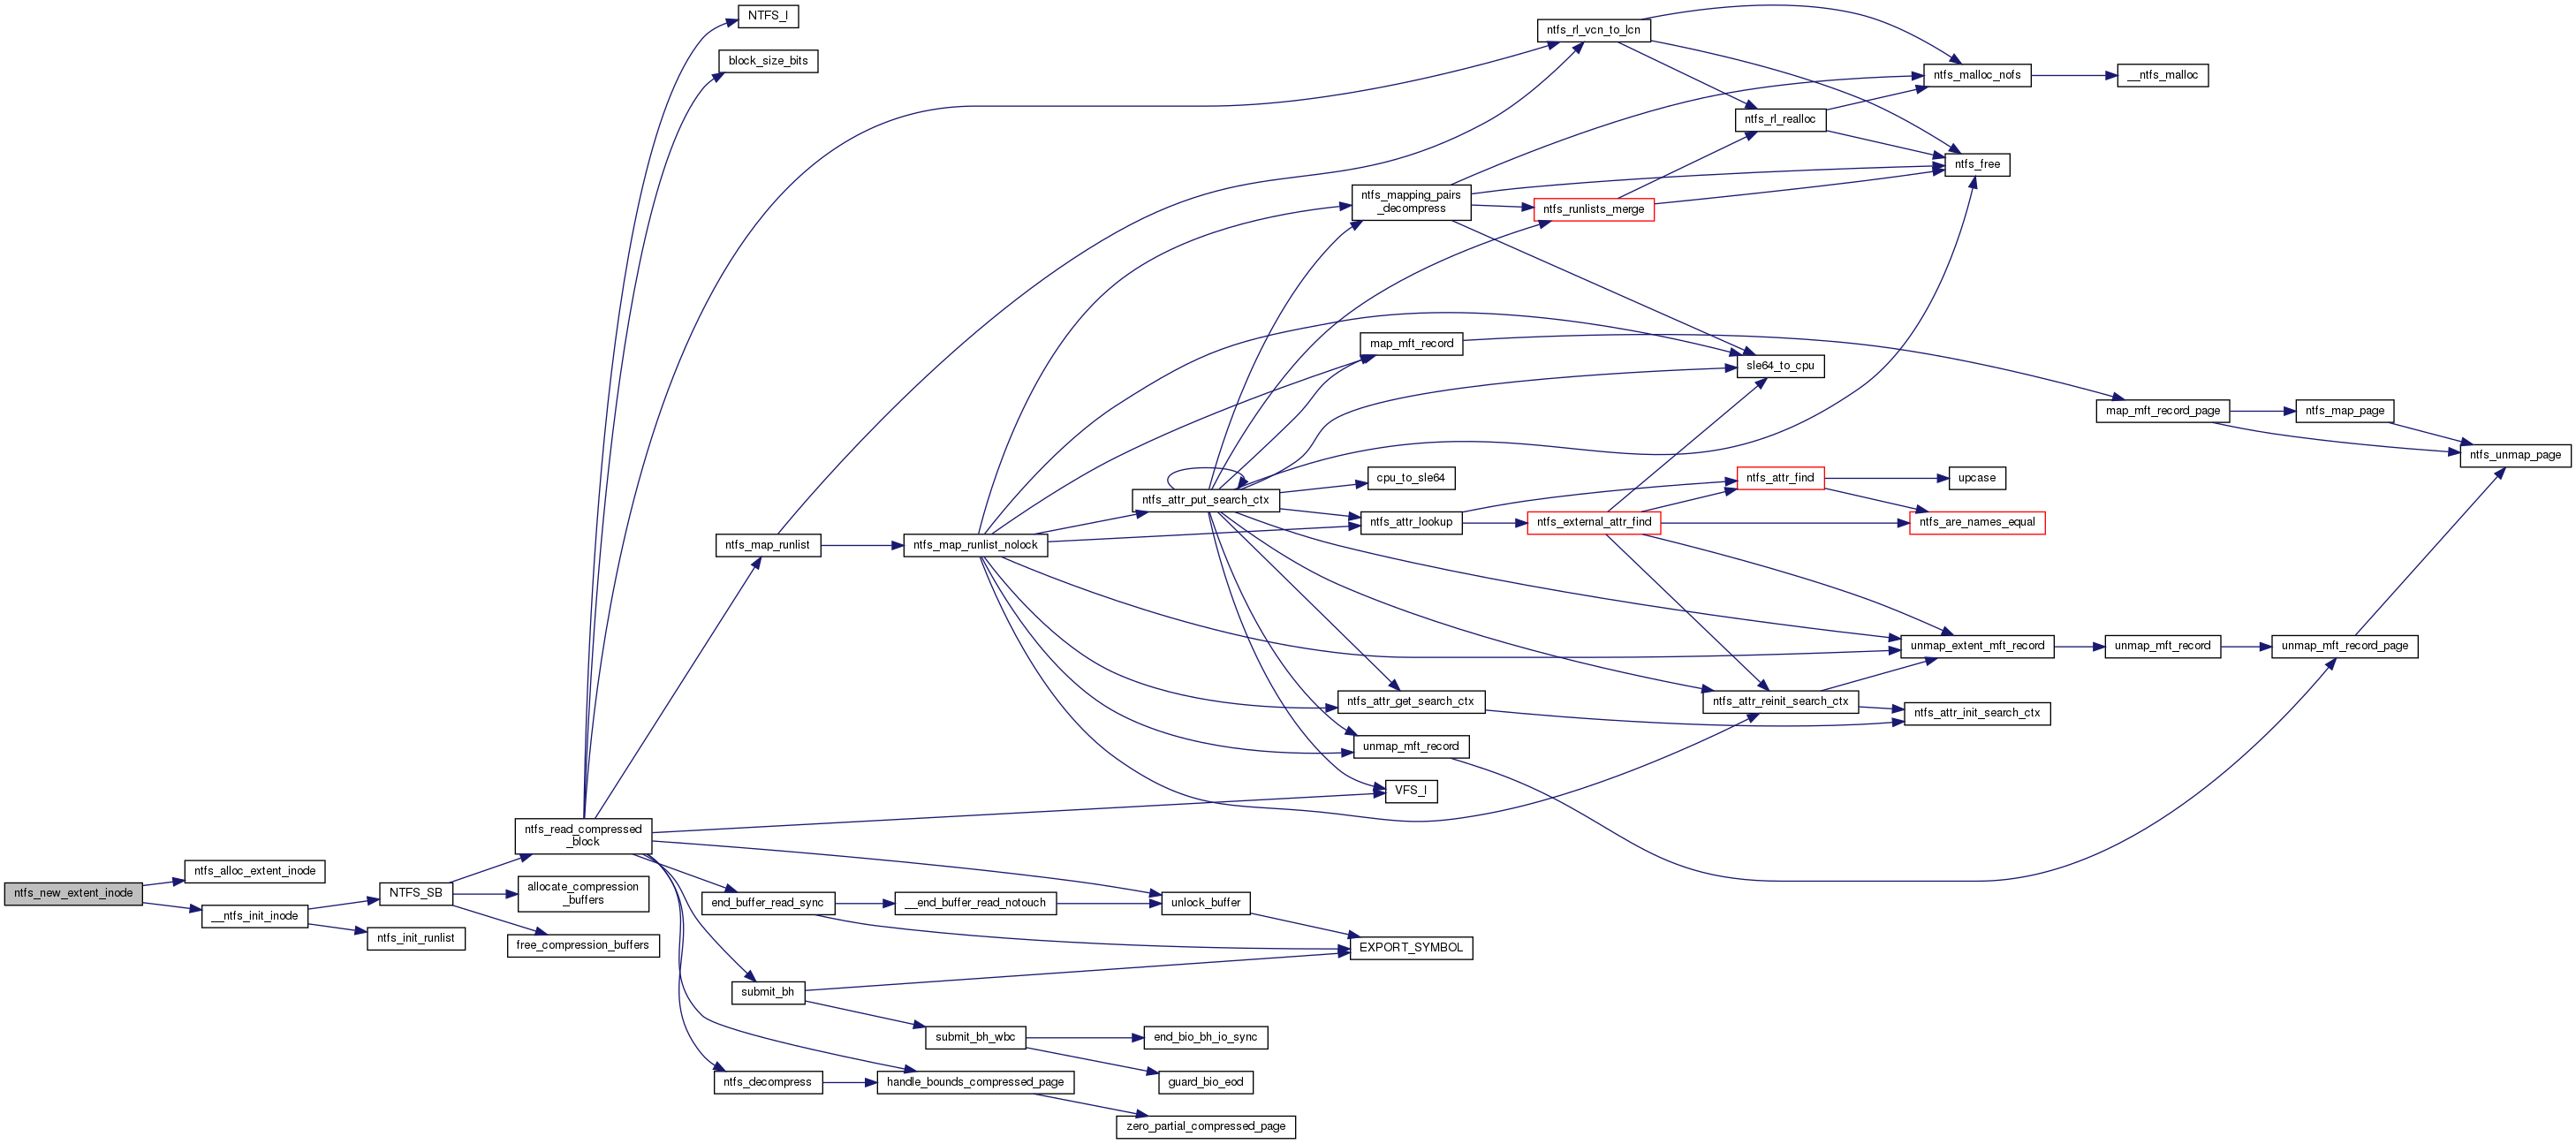 ntfs_new_extent_inode
ntfs_alloc_extent_inode
__ntfs_init_inode
NTFS_SB
ntfs_init_runlist
ntfs_read_compressed
_block
allocate_compression
_buffers
free_compression_buffers
NTFS_I
block_size_bits
ntfs_map_runlist
end_buffer_read_sync
submit_bh
ntfs_decompress
ntfs_map_runlist_nolock
__end_buffer_read_notouch
submit_bh_wbc
handle_bounds_compressed_page
ntfs_attr_put_search_ctx
unlock_buffer
end_bio_bh_io_sync
guard_bio_eod
zero_partial_compressed_page
ntfs_mapping_pairs
_decompress
map_mft_record
cpu_to_sle64
ntfs_attr_lookup
ntfs_attr_get_search_ctx
unmap_mft_record
VFS_I
EXPORT_SYMBOL
ntfs_rl_vcn_to_lcn
ntfs_runlists_merge
ntfs_external_attr_find
ntfs_rl_realloc
sle64_to_cpu
ntfs_attr_find
ntfs_attr_reinit_search_ctx
ntfs_malloc_nofs
ntfs_free
upcase
ntfs_are_names_equal
unmap_extent_mft_record
ntfs_attr_init_search_ctx
__ntfs_malloc
map_mft_record_page
unmap_mft_record
ntfs_map_page
unmap_mft_record_page
ntfs_unmap_page